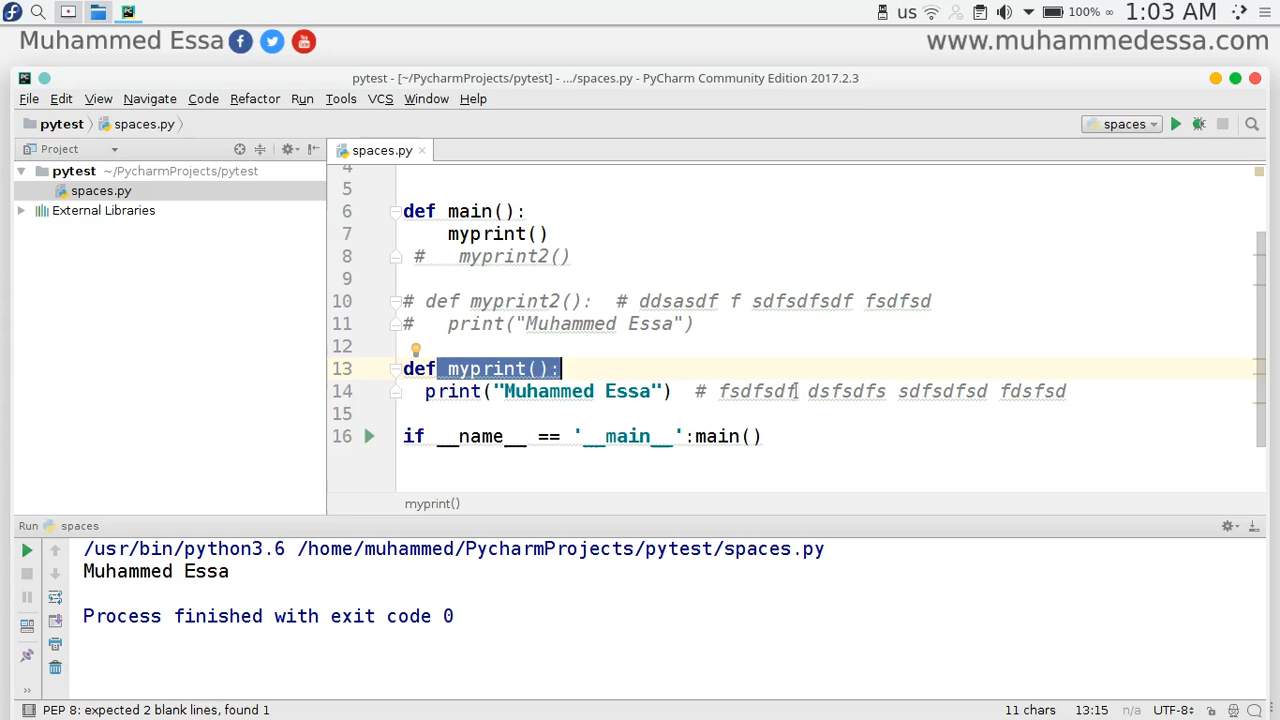 us 100% ∞ 1:03 AM
Muhammed Essa www.muhammedessa.com
pytest - [~/PycharmProjects/pytest] - .../spaces.py - PyCharm Community Edition 2017.2.3
File Edit View Navigate Code Refactor Run Tools VCS Window Help
pytest spaces.py spaces
Project spaces.py
pytest ~/PycharmProjects/pytest
spaces.py
External Libraries
4
5
6 def main():
7 myprint()
8 # myprint2()
9
10 # def myprint2(): # ddsasdf f sdfsdfsdf fsdfsd
11 # print("Muhammed Essa")
12
13 def myprint():
14 print("Muhammed Essa") # fsdfsdf dsfsdfs sdfsdfsd fdsfsd
15
16 if __name__ == '__main__':main()
myprint()
Run spaces
/usr/bin/python3.6 /home/muhammed/PycharmProjects/pytest/spaces.py
Muhammed Essa
Process finished with exit code 0
PEP 8: expected 2 blank lines, found 1 11 chars 13:15 n/a UTF-8